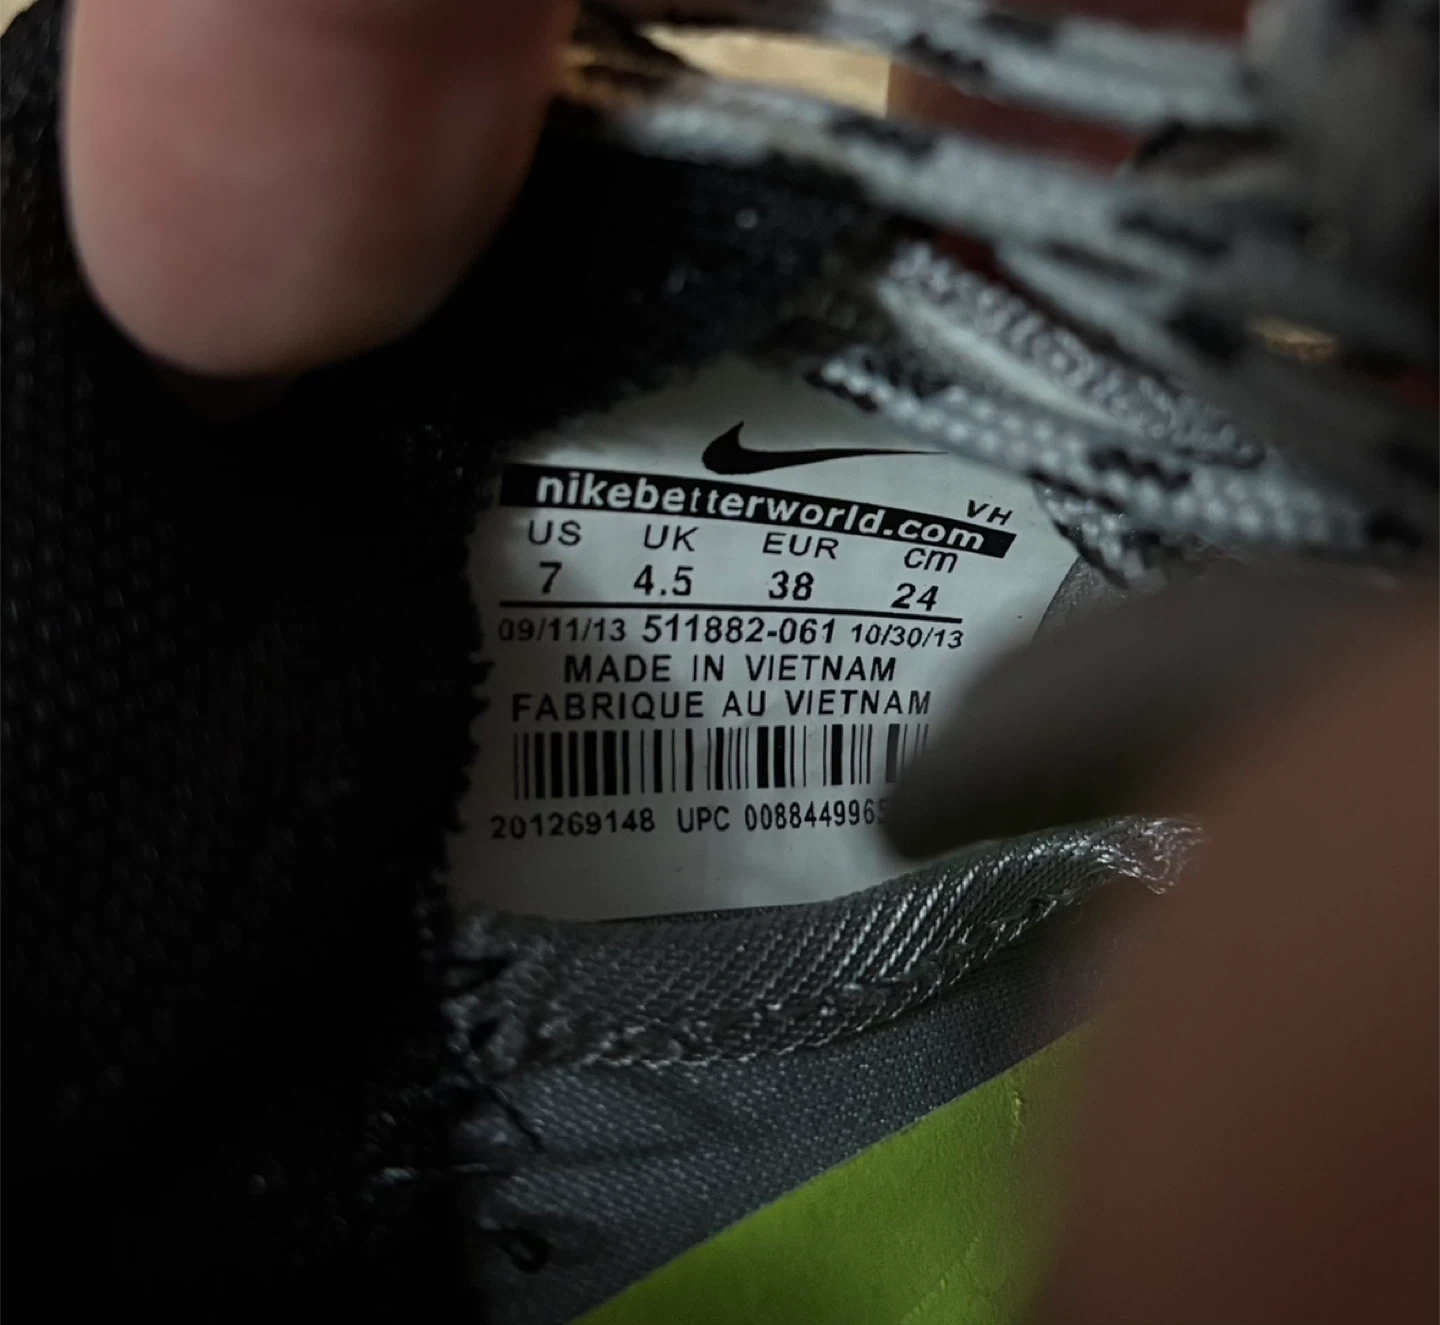 nikebetterworld.com
VH
US UK EUR cm
7 4.5 38 24
09/11/13 511882-061 10/30/13
MADE IN VIETNAM
FABRIQUE AU VIETNAM
201269148 UPC 0088449965